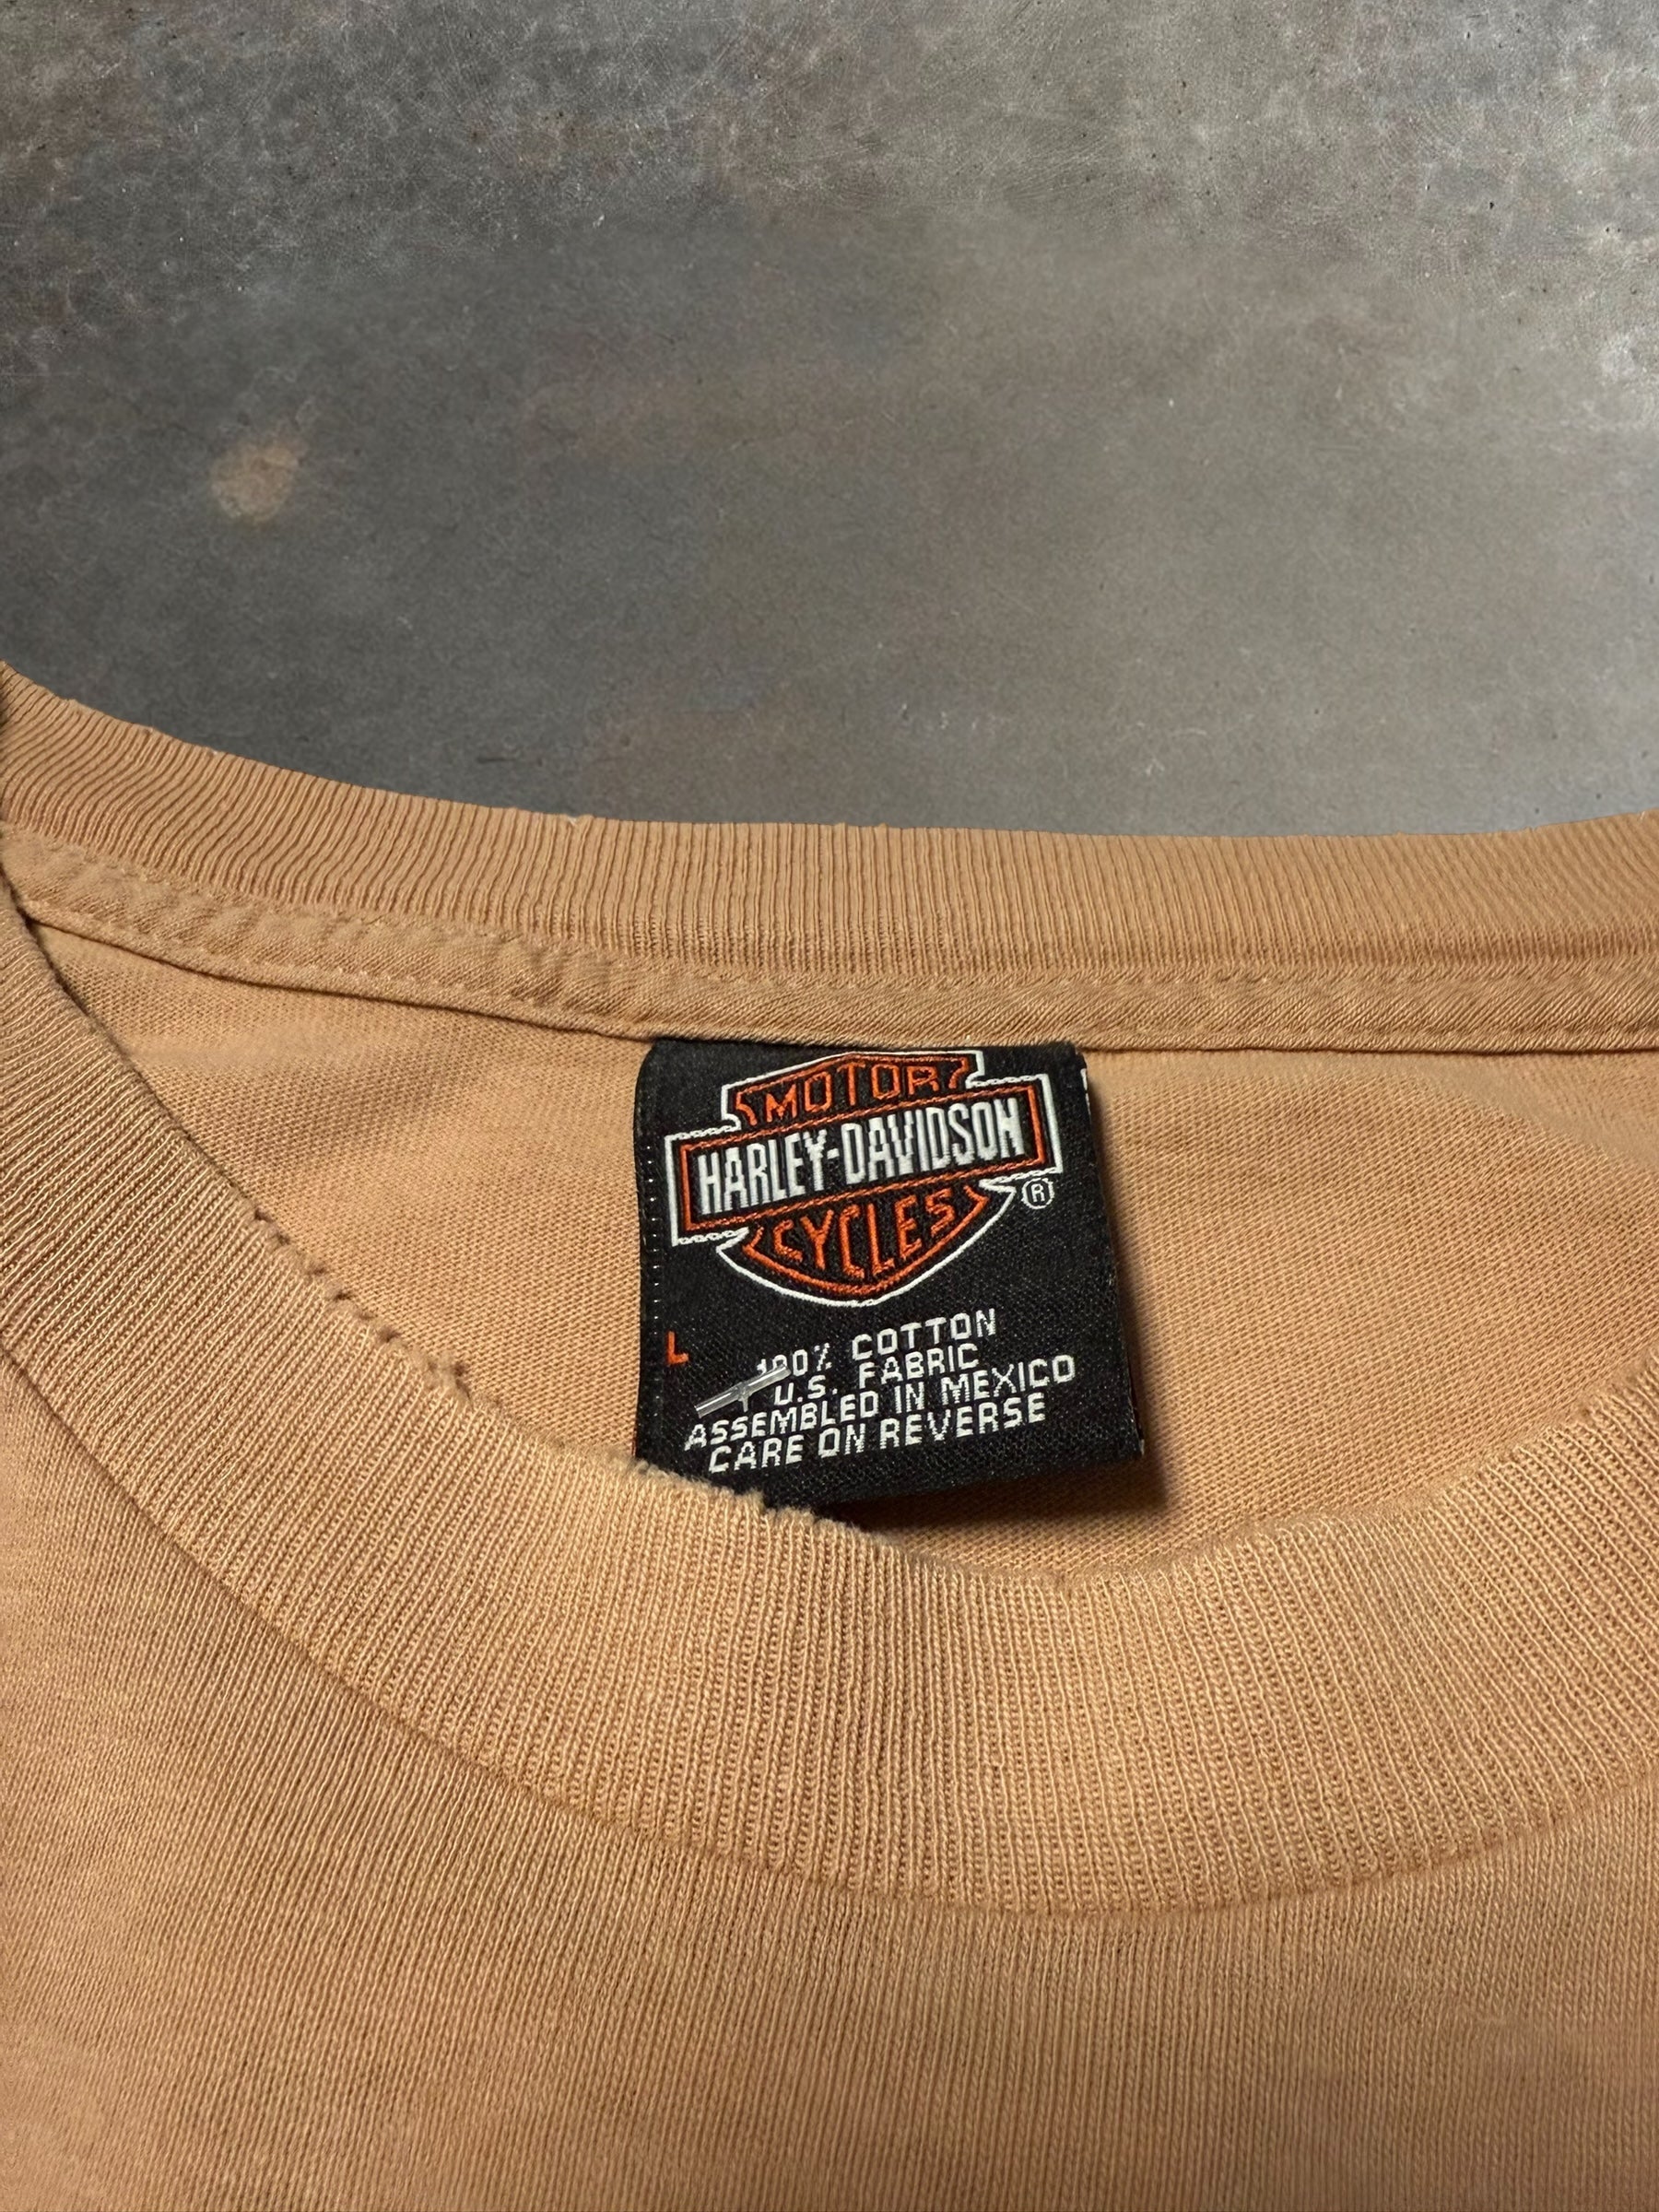 MOTOR
HARLEY-DAVIDSON
®
CYCLES
L
100% COTTON
U.S. FABRIC
ASSEMBLED IN MEXICO
CARE ON REVERSE